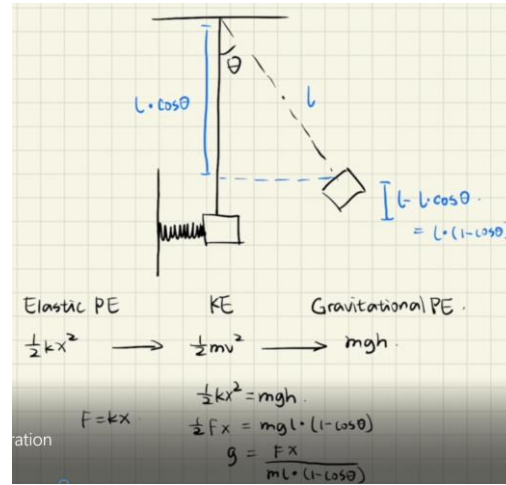 θ
l
l·cosθ
l-l·cosθ.
= l·(1-cosθ)
Elastic PE KE Gravitational PE.
½kx² → ½mv² → mgh.
½kx²=mgh.
F=kx. ½Fx = mgl·(1-cosθ)
ration
g = Fx / ml·(1-cosθ)